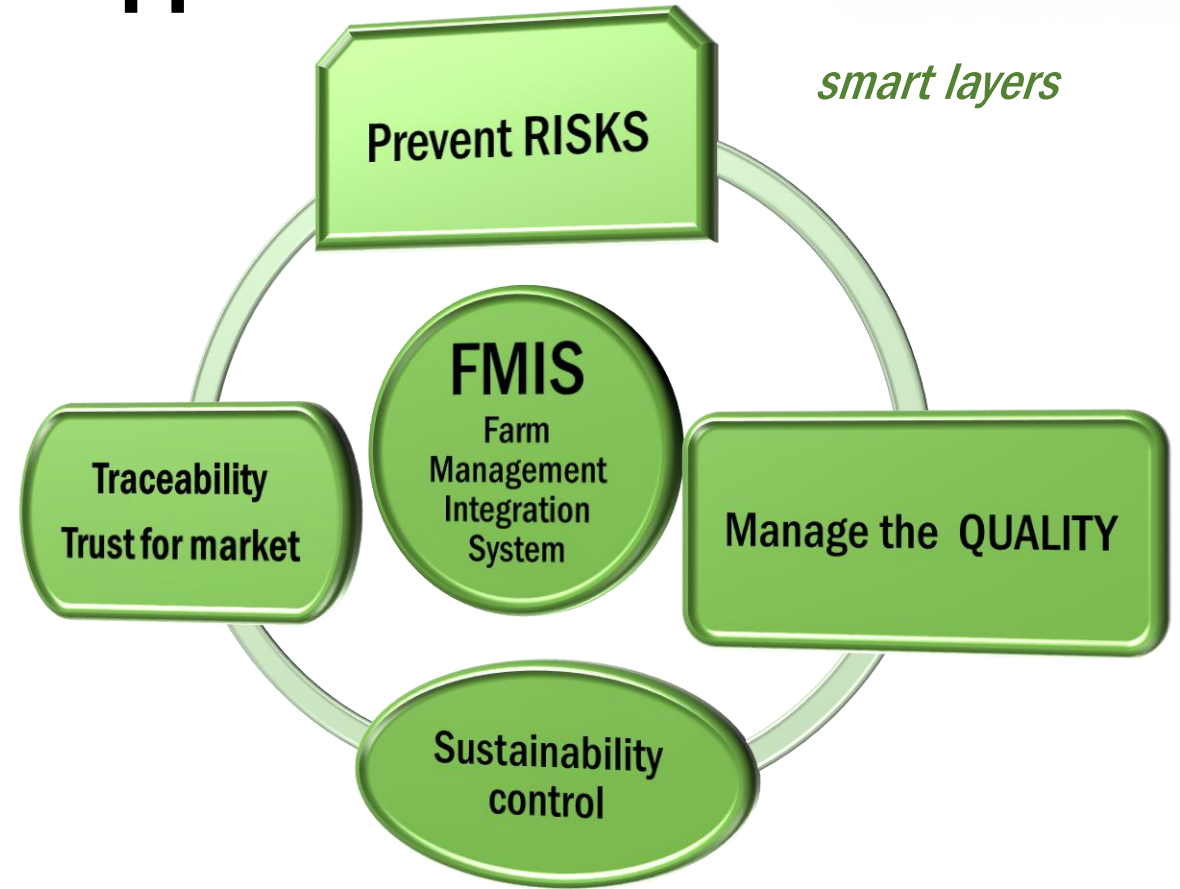 smart layers
Prevent RISKS
FMIS
Farm
Management
Integration
System
Traceability
Trust for market
Manage the QUALITY
Sustainability
control